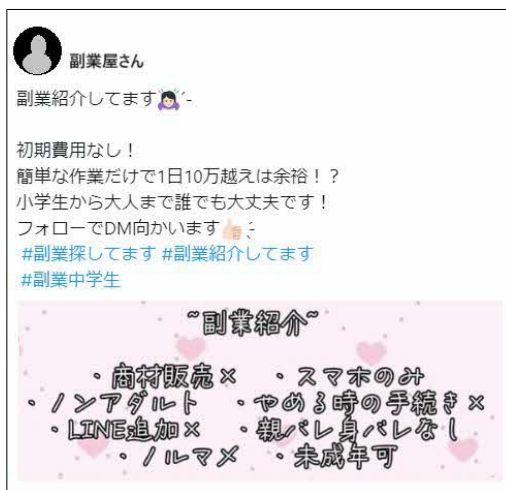 副業屋さん
副業紹介してます🙇🏻‍♀️՛-
初期費用なし！
簡単な作業だけで1日10万越えは余裕！？
小学生から大人まで誰でも大丈夫です！
フォローでDM向かいます👍🏻 ̖́-
#副業探してます #副業紹介してます
#副業中学生
~副業紹介~
・商材販売× ・スマホのみ
・ノンアダルト ・やめる時の手続き×
・LINE追加× ・親バレ身バレなし
・ノルマ× ・未成年可